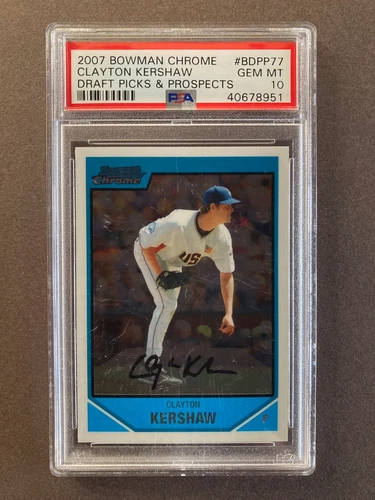 2007 BOWMAN CHROME #BDPP77
CLAYTON KERSHAW GEM MT
DRAFT PICKS & PROSPECTS 10
PSA 40678951
Bowman
Chrome
USA
CLAYTON
KERSHAW
P